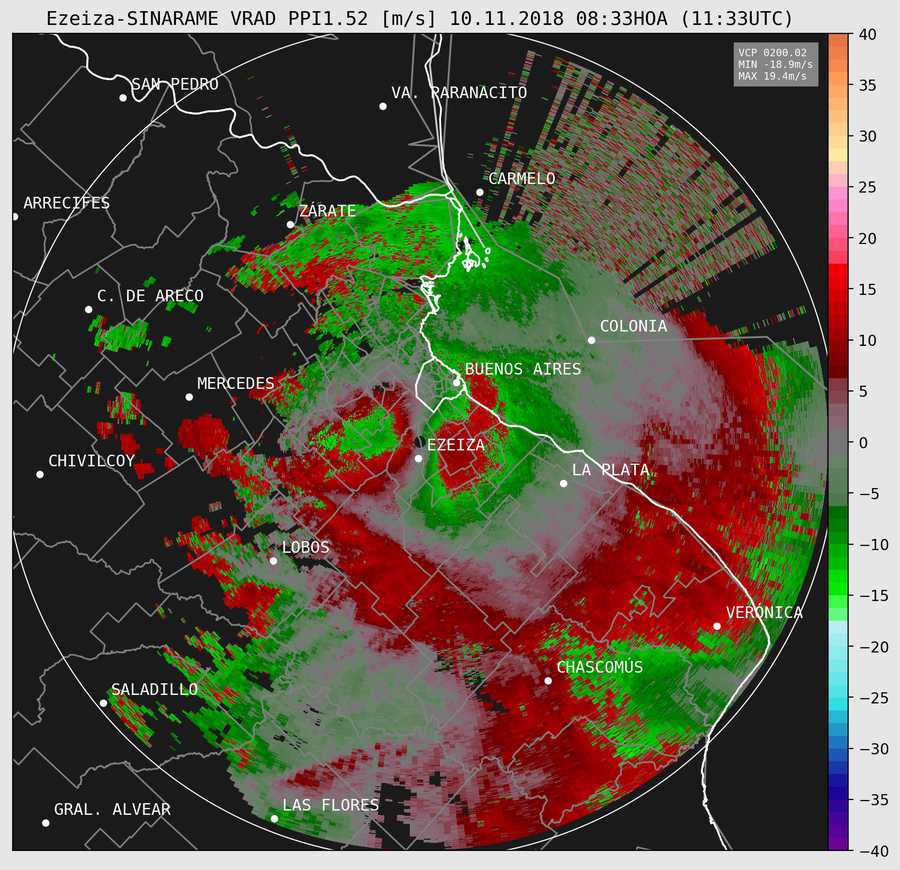 Ezeiza-SINARAME VRAD PPI1.52 [m/s] 10.11.2018 08:33HOA (11:33UTC)
VCP 0200.02
MIN -18.9m/s
MAX 19.4m/s
SAN PEDRO
VA. PARANACITO
CARMELO
ARRECIFES
ZÁRATE
C. DE ARECO
COLONIA
BUENOS AIRES
MERCEDES
EZEIZA
CHIVILCOY
LA PLATA
LOBOS
VERÓNICA
CHASCOMÚS
SALADILLO
LAS FLORES
GRAL. ALVEAR
40
35
30
25
20
15
10
5
0
−5
−10
−15
−20
−25
−30
−35
−40